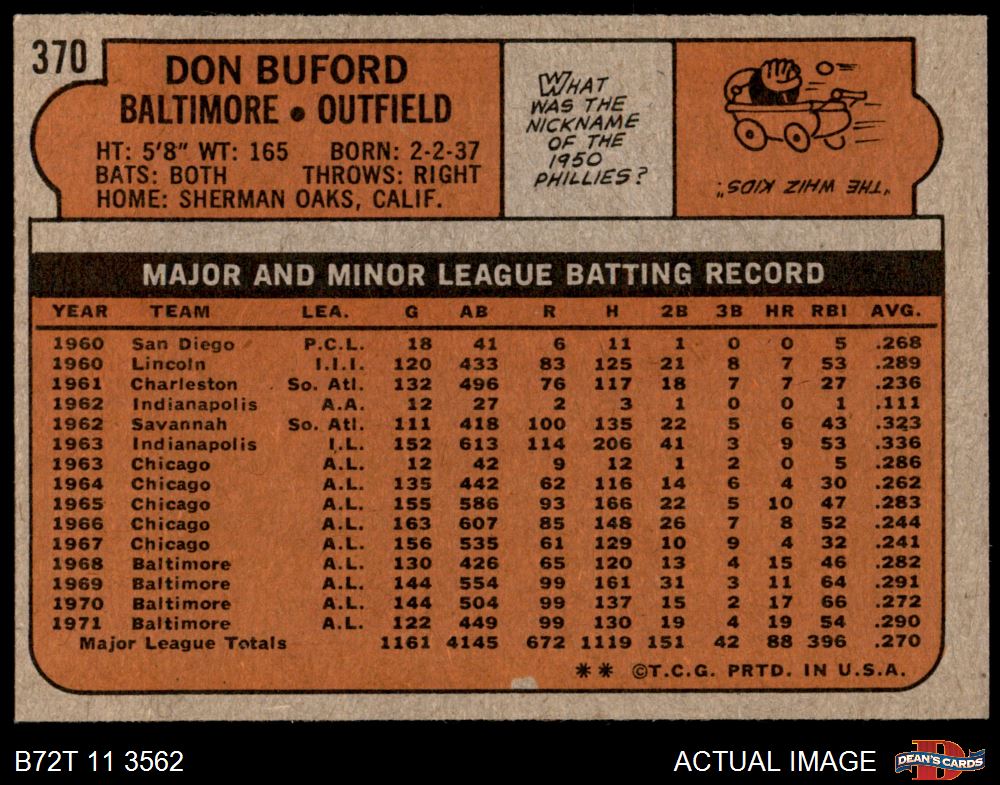 370
DON BUFORD
BALTIMORE • OUTFIELD
HT: 5'8" WT: 165 BORN: 2-2-37
BATS: BOTH THROWS: RIGHT
HOME: SHERMAN OAKS, CALIF.
WHAT
WAS THE
NICKNAME
OF THE
1950
PHILLIES?
"THE WHIZ KIDS."
MAJOR AND MINOR LEAGUE BATTING RECORD
YEAR TEAM LEA. G AB R H 2B 3B HR RBI AVG.
1960 San Diego P.C.L. 18 41 6 11 1 0 0 5 .268
1960 Lincoln I.I.I. 120 433 83 125 21 8 7 53 .289
1961 Charleston So. Atl. 132 496 76 117 18 7 7 27 .236
1962 Indianapolis A.A. 12 27 2 3 1 0 0 1 .111
1962 Savannah So. Atl. 111 418 100 135 22 5 6 43 .323
1963 Indianapolis I.L. 152 613 114 206 41 3 9 53 .336
1963 Chicago A.L. 12 42 9 12 1 2 0 5 .286
1964 Chicago A.L. 135 442 62 116 14 6 4 30 .262
1965 Chicago A.L. 155 586 93 166 22 5 10 47 .283
1966 Chicago A.L. 163 607 85 148 26 7 8 52 .244
1967 Chicago A.L. 156 535 61 129 10 9 4 32 .241
1968 Baltimore A.L. 130 426 65 120 13 4 15 46 .282
1969 Baltimore A.L. 144 554 99 161 31 3 11 64 .291
1970 Baltimore A.L. 144 504 99 137 15 2 17 66 .272
1971 Baltimore A.L. 122 449 99 130 19 4 19 54 .290
Major League Totals 1161 4145 672 1119 151 42 88 396 .270
** ©T.C.G. PRTD. IN U.S.A.
B72T 11 3562
ACTUAL IMAGE
D
DEAN'S CARDS